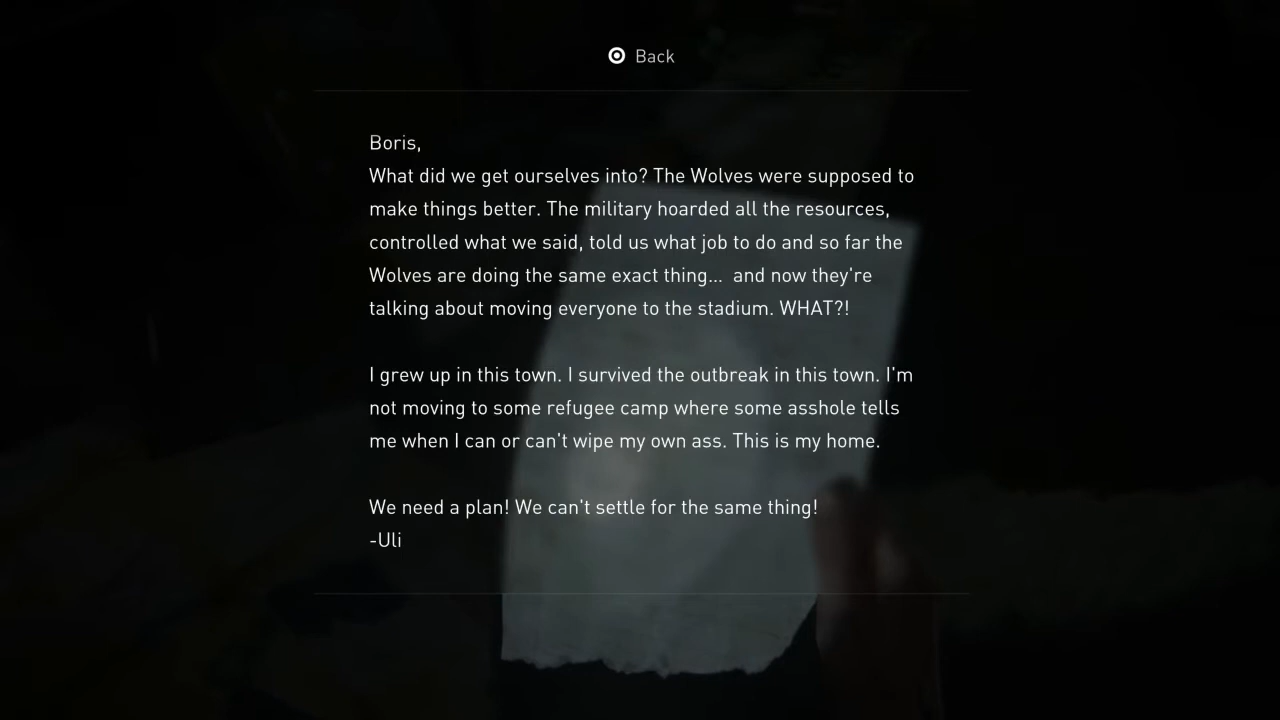 Back
Boris,
What did we get ourselves into? The Wolves were supposed to
make things better. The military hoarded all the resources,
controlled what we said, told us what job to do and so far the
Wolves are doing the same exact thing... and now they're
talking about moving everyone to the stadium. WHAT?!
I grew up in this town. I survived the outbreak in this town. I'm
not moving to some refugee camp where some asshole tells
me when I can or can't wipe my own ass. This is my home.
We need a plan! We can't settle for the same thing!
-Uli